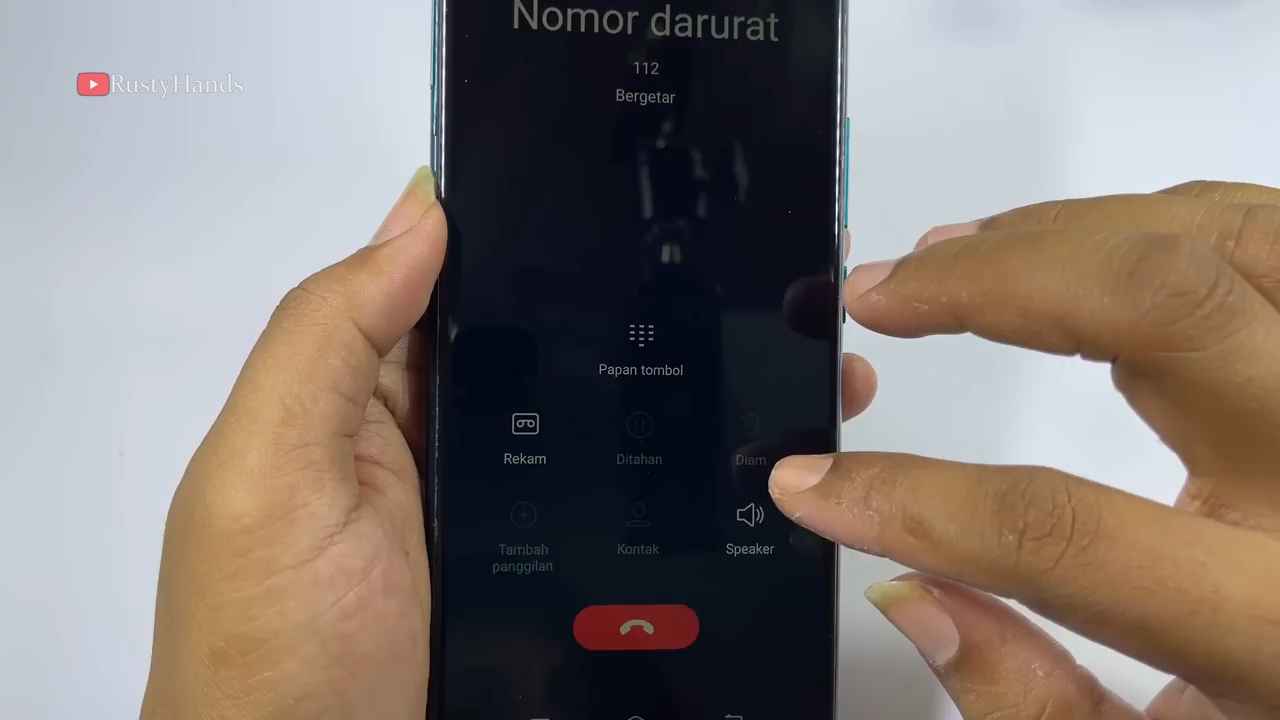 Nomor darurat
RustyHands
112
Bergetar
Papan tombol
Rekam
Ditahan
Diam
Tambah
panggilan
Kontak
Speaker